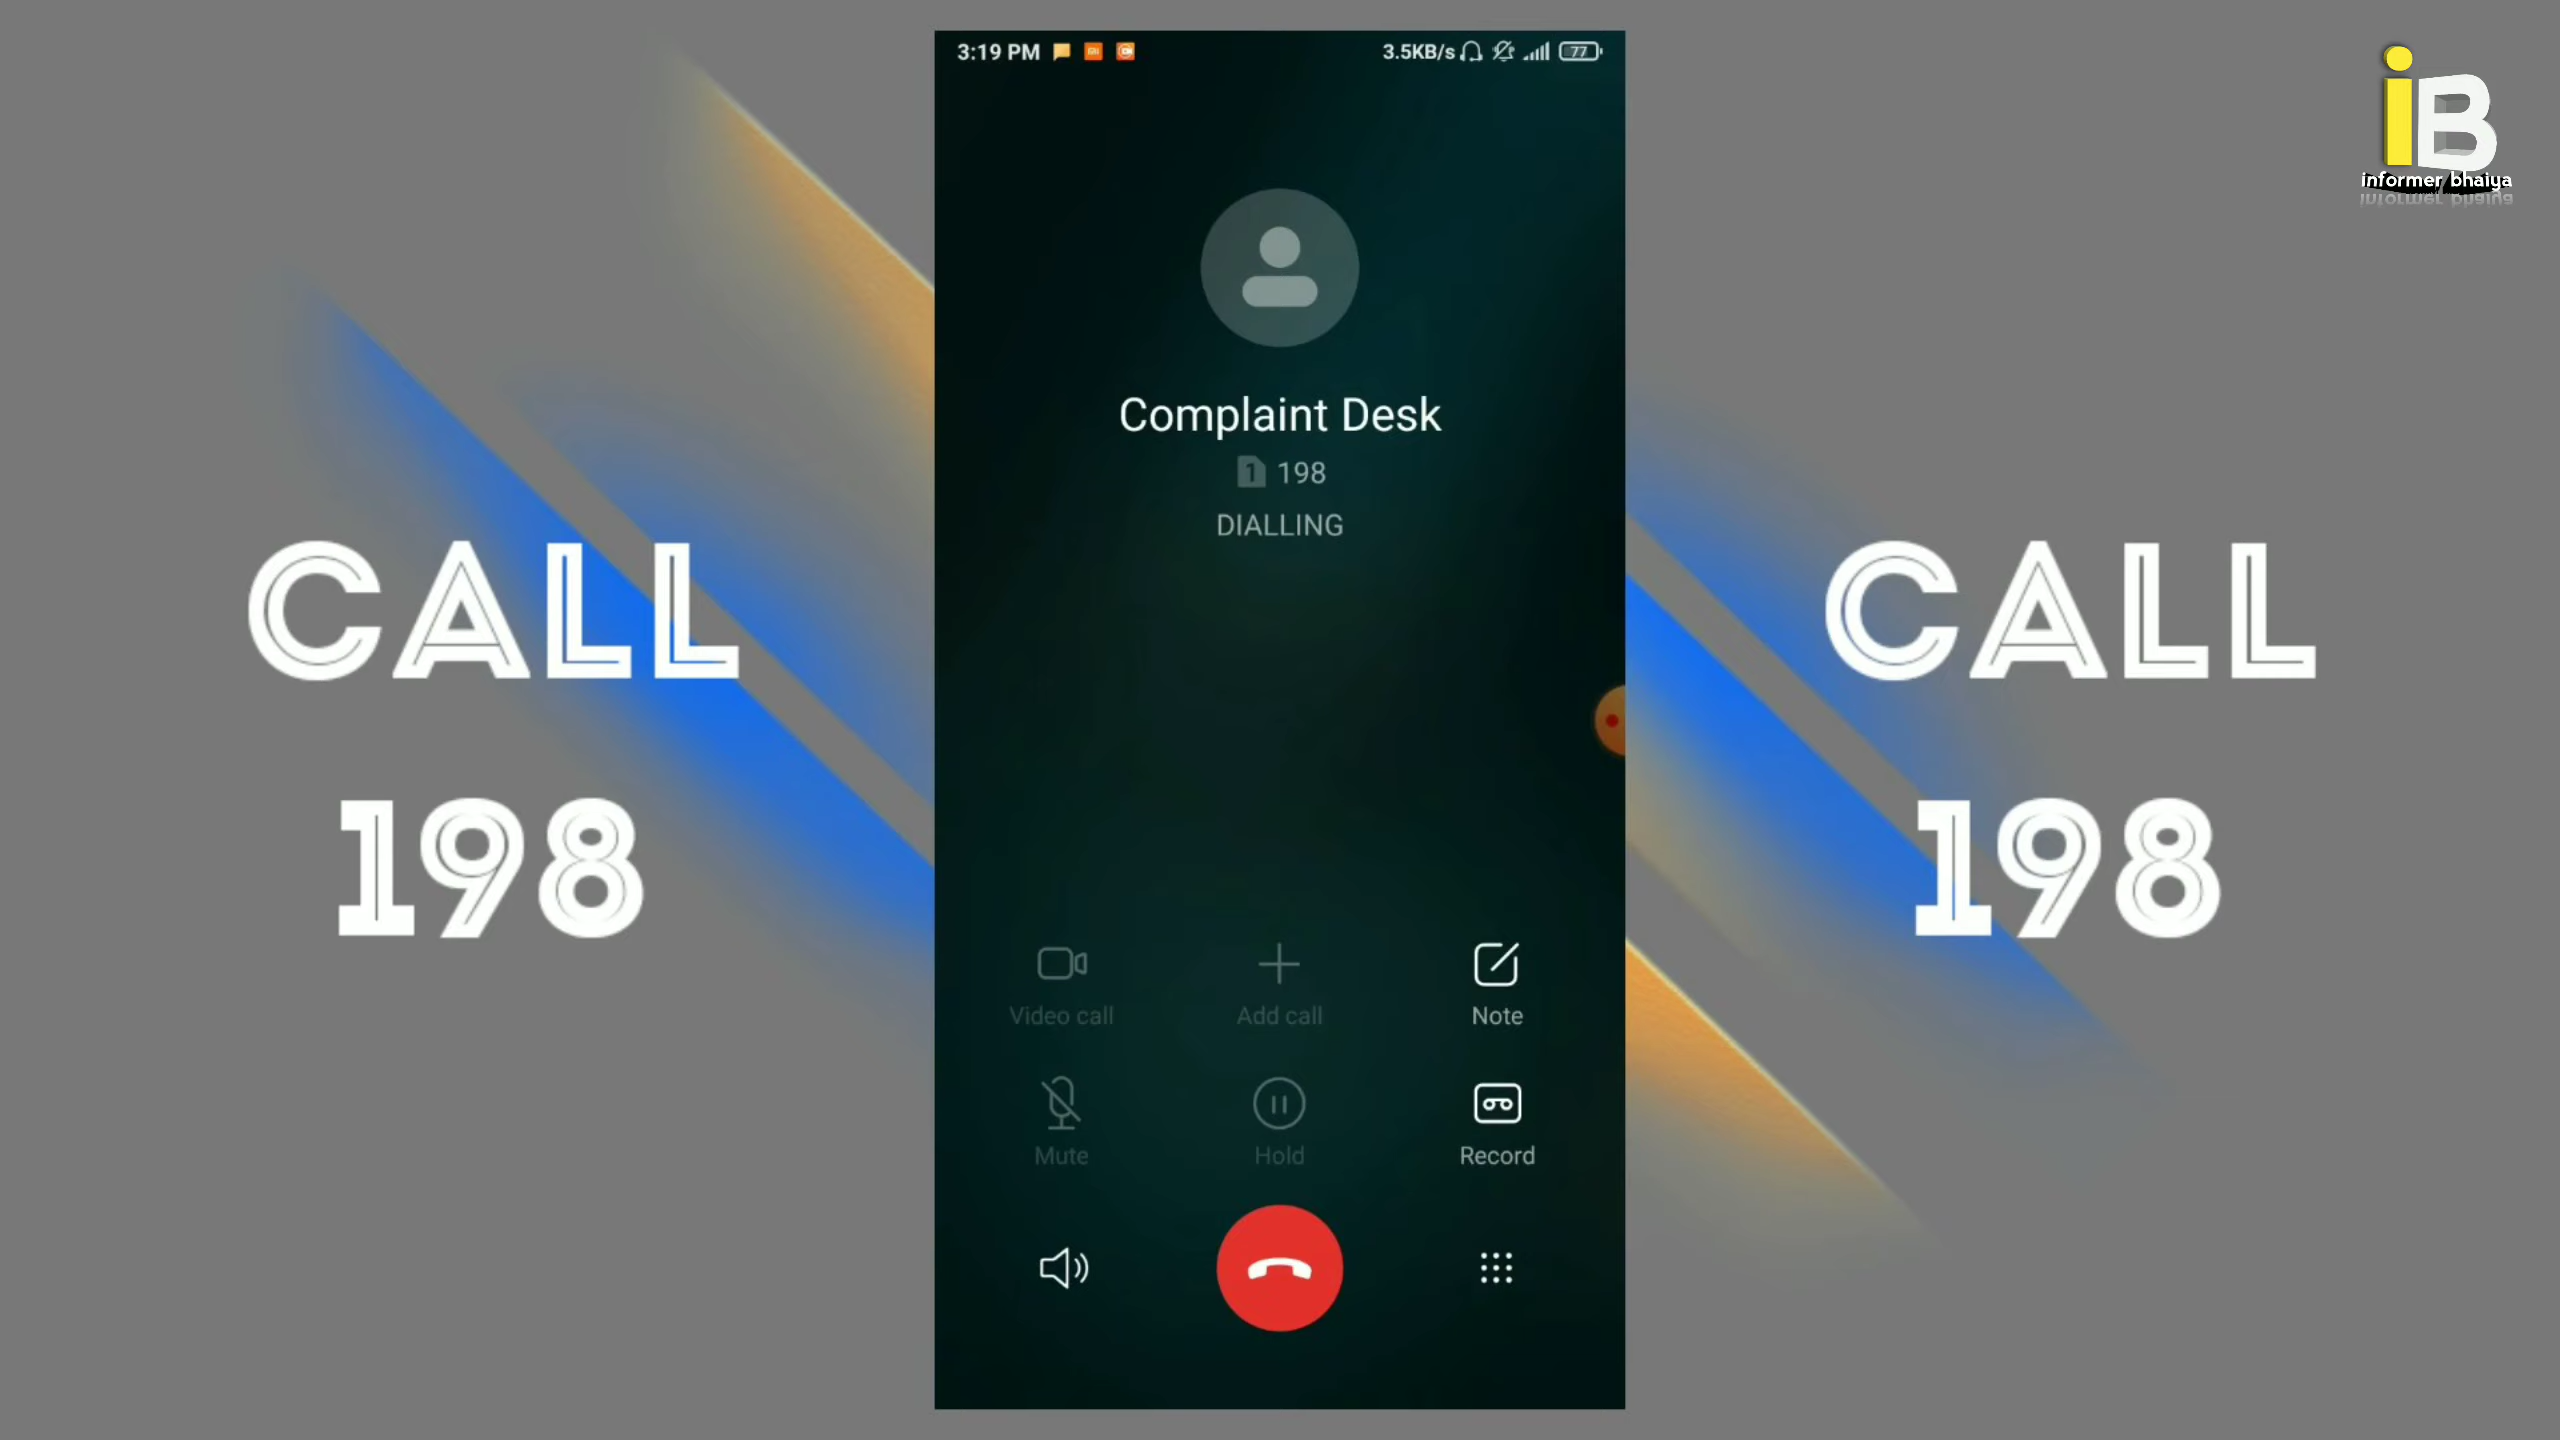 3:19 PM
3.5KB/s
77
iB
informer bhaiya
Complaint Desk
1 198
DIALLING
CALL
198
CALL
198
Video call
Add call
Note
Mute
Hold
Record